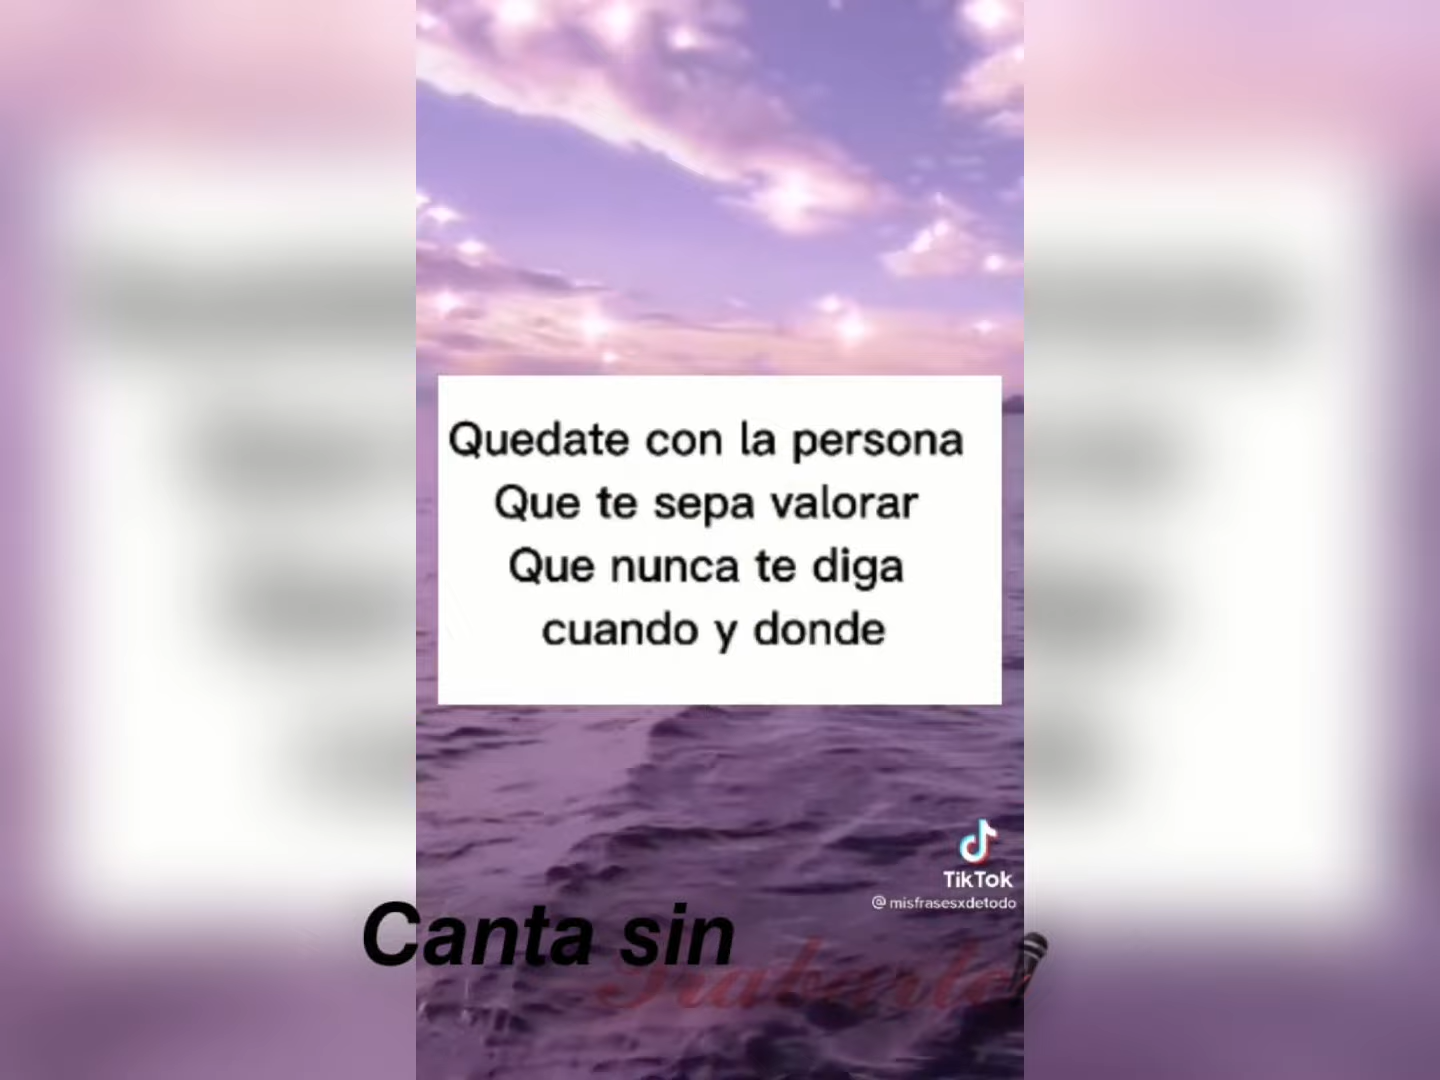 Quedate con la persona
Que te sepa valorar
Que nunca te diga
cuando y donde
TikTok
@misfrasesxdetodo
Canta sin